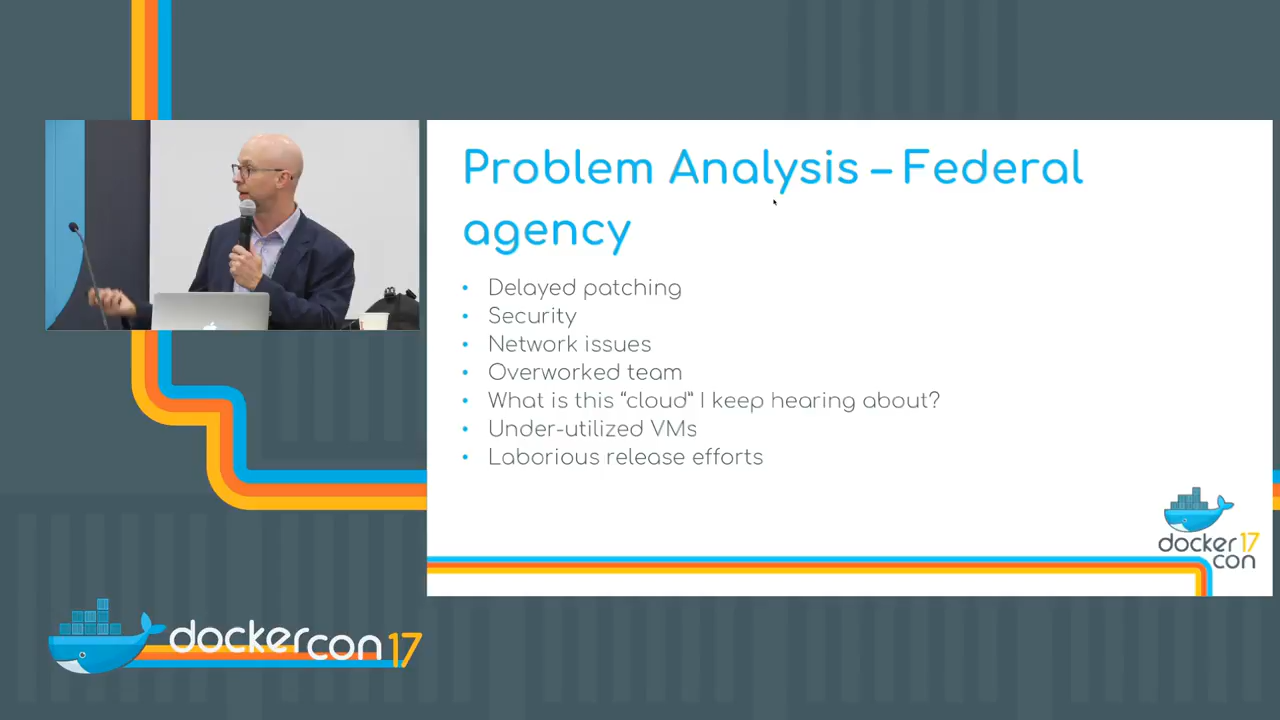 Problem Analysis – Federal
agency
• Delayed patching
• Security
• Network issues
• Overworked team
• What is this “cloud” I keep hearing about?
• Under-utilized VMs
• Laborious release efforts
docker 17
con
dockercon 17